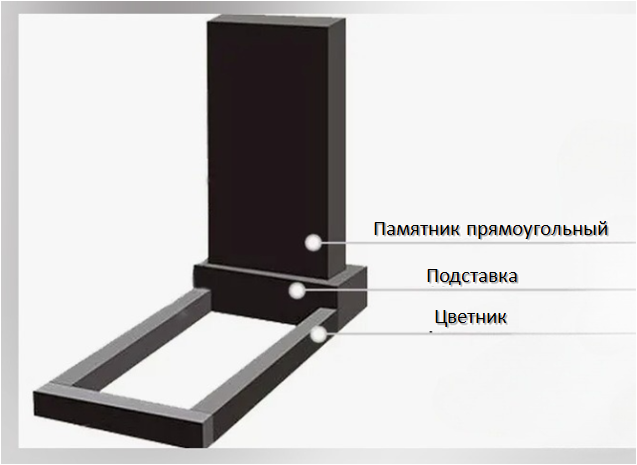 Памятник прямоугольный
Подставка
Цветник